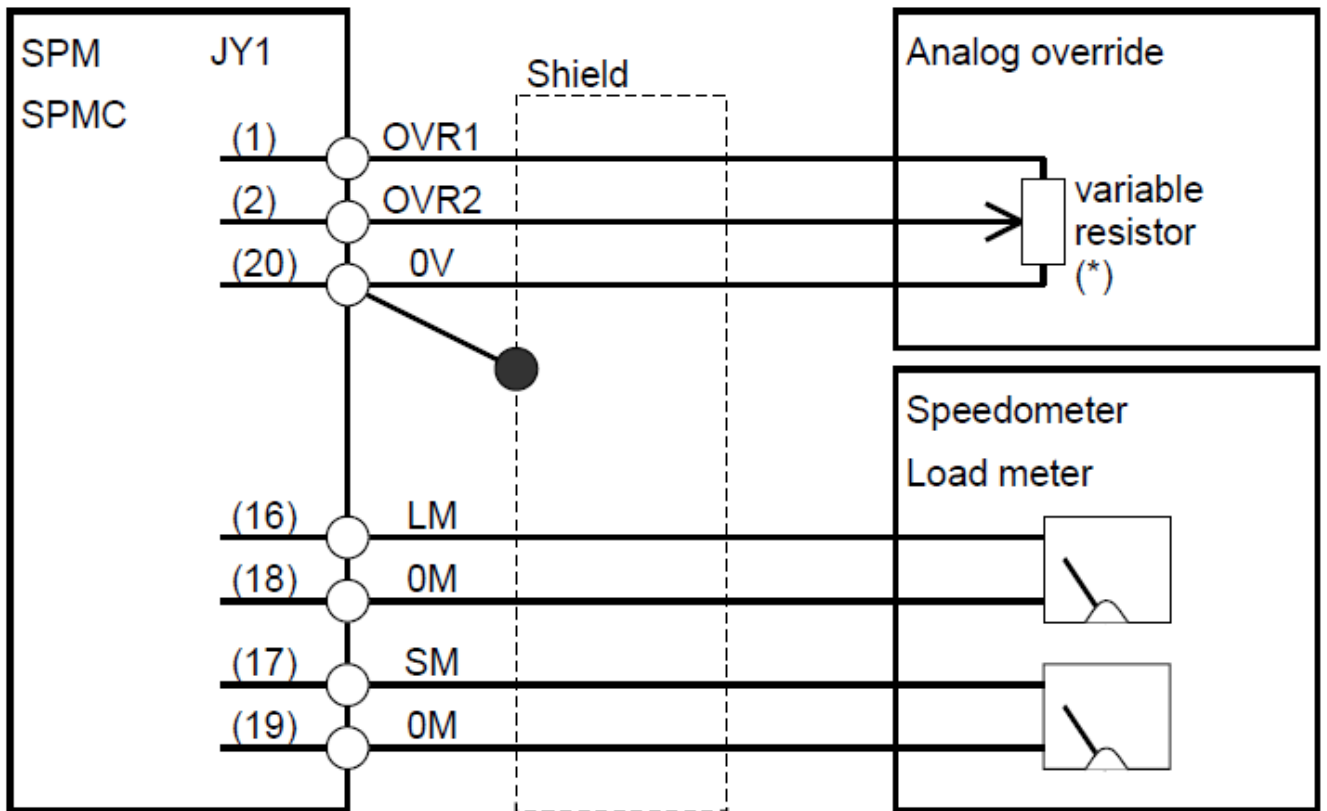 SPM JY1
SPMC
Shield
(1) OVR1
(2) OVR2
(20) 0V
(16) LM
(18) 0M
(17) SM
(19) 0M
Analog override
variable
resistor
(*)
Speedometer
Load meter